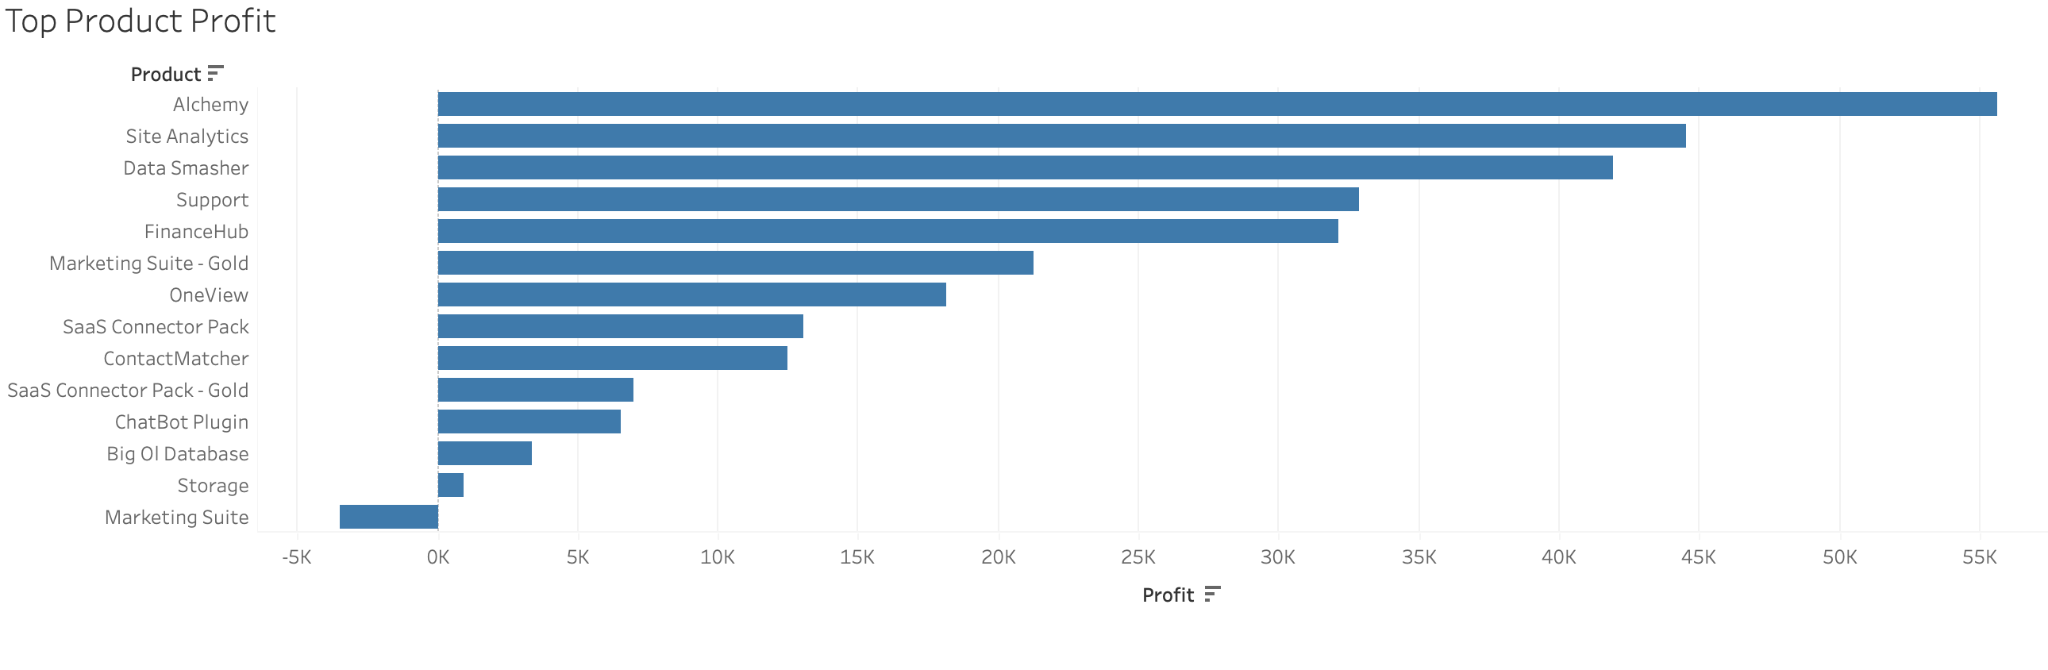 Top Product Profit
Product
Alchemy
Site Analytics
Data Smasher
Support
FinanceHub
Marketing Suite - Gold
OneView
SaaS Connector Pack
ContactMatcher
SaaS Connector Pack - Gold
ChatBot Plugin
Big Ol Database
Storage
Marketing Suite
-5K 0K 5K 10K 15K 20K 25K 30K 35K 40K 45K 50K 55K
Profit